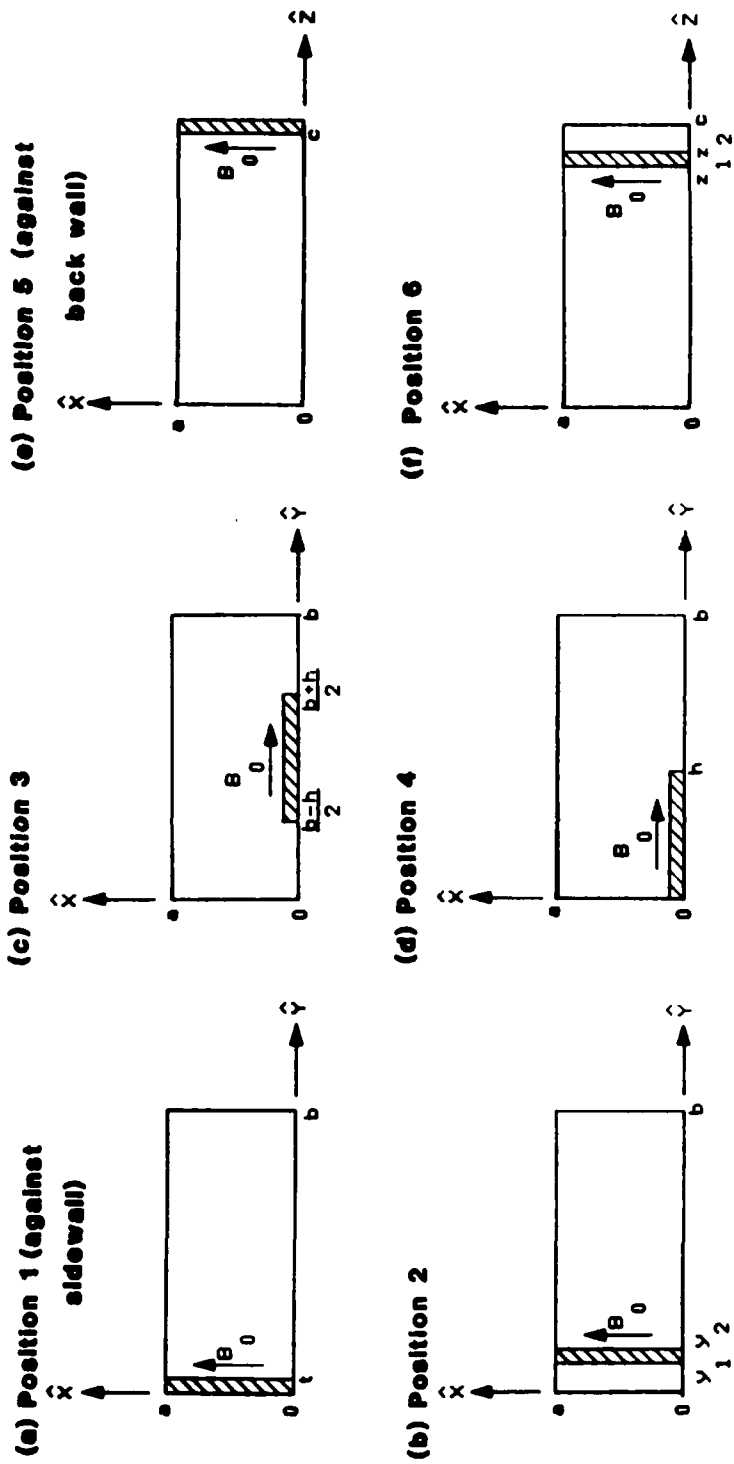 (a) Position 1 (against
sidewall)
X̂
a
B
0
0
t
b
Ŷ
(b) Position 2
X̂
a
B
0
0
y y
1 2
b
Ŷ
(c) Position 3
X̂
a
B
0
0
b-h
2
b+h
2
b
Ŷ
(d) Position 4
X̂
a
B
0
0
h
b
Ŷ
(e) Position 5 (against
back wall)
X̂
a
B
0
0
c
Ẑ
(f) Position 6
X̂
a
B
0
0
z z c
1 2
Ẑ